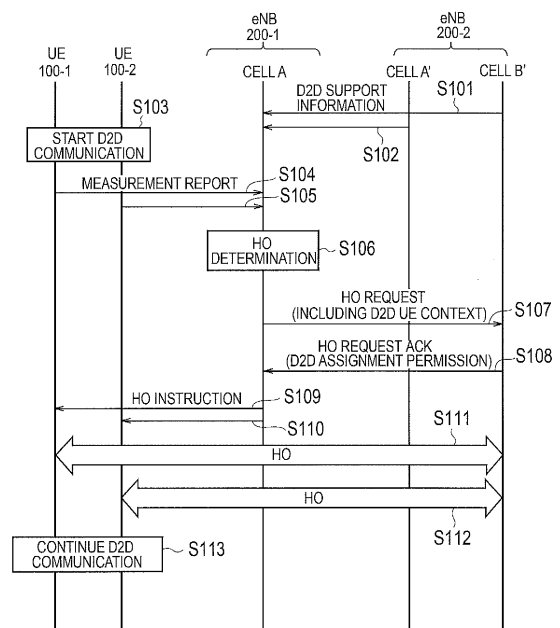 eNB
200-1
eNB
200-2
UE
100-1
UE
100-2
CELL A
CELL A'
CELL B'
D2D SUPPORT
INFORMATION
S101
S102
S103
START D2D
COMMUNICATION
MEASUREMENT REPORT
S104
S105
HO
DETERMINATION
S106
HO REQUEST
(INCLUDING D2D UE CONTEXT)
S107
HO REQUEST ACK
(D2D ASSIGNMENT PERMISSION)
S108
HO INSTRUCTION
S109
S110
S111
HO
HO
S112
CONTINUE D2D
COMMUNICATION
S113